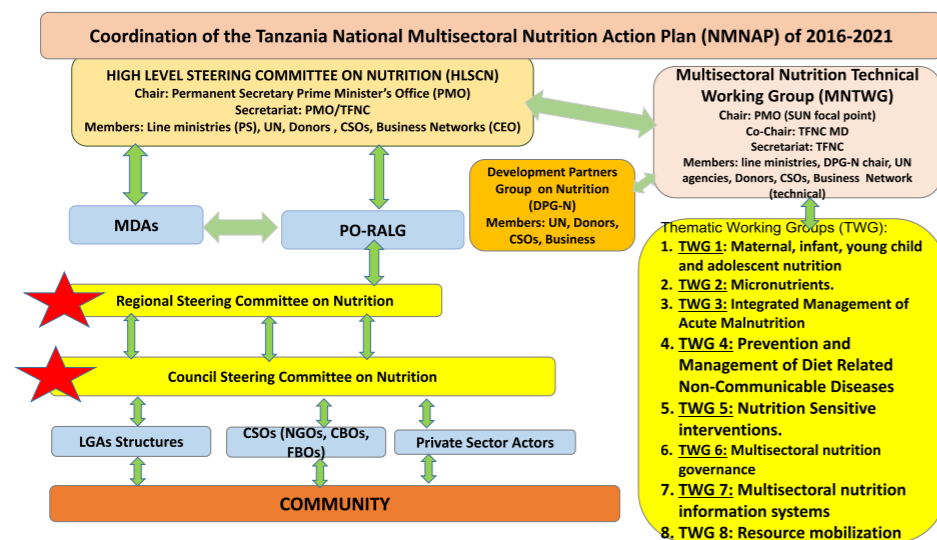 Coordination of the Tanzania National Multisectoral Nutrition Action Plan (NMNAP) of 2016-2021
HIGH LEVEL STEERING COMMITTEE ON NUTRITION (HLSCN)
Chair: Permanent Secretary Prime Minister's Office (PMO)
Secretariat: PMO/TFNC
Members: Line ministries (PS), UN, Donors , CSOs, Business Networks (CEO)
Multisectoral Nutrition Technical
Working Group (MNTWG)
Chair: PMO (SUN focal point)
Co-Chair: TFNC MD
Secretariat: TFNC
Members: line ministries, DPG-N chair, UN
agencies, Donors, CSOs, Business Network
(technical)
Development Partners
Group on Nutrition
(DPG-N)
Members: UN, Donors,
CSOs, Business
MDAs
PO-RALG
Regional Steering Committee on Nutrition
Council Steering Committee on Nutrition
LGAs Structures
CSOs (NGOs, CBOs,
FBOs)
Private Sector Actors
COMMUNITY
Thematic Working Groups (TWG):
1. TWG 1: Maternal, infant, young child
and adolescent nutrition
2. TWG 2: Micronutrients.
3. TWG 3: Integrated Management of
Acute Malnutrition
4. TWG 4: Prevention and
Management of Diet Related
Non-Communicable Diseases
5. TWG 5: Nutrition Sensitive
interventions.
6. TWG 6: Multisectoral nutrition
governance
7. TWG 7: Multisectoral nutrition
information systems
8. TWG 8: Resource mobilization